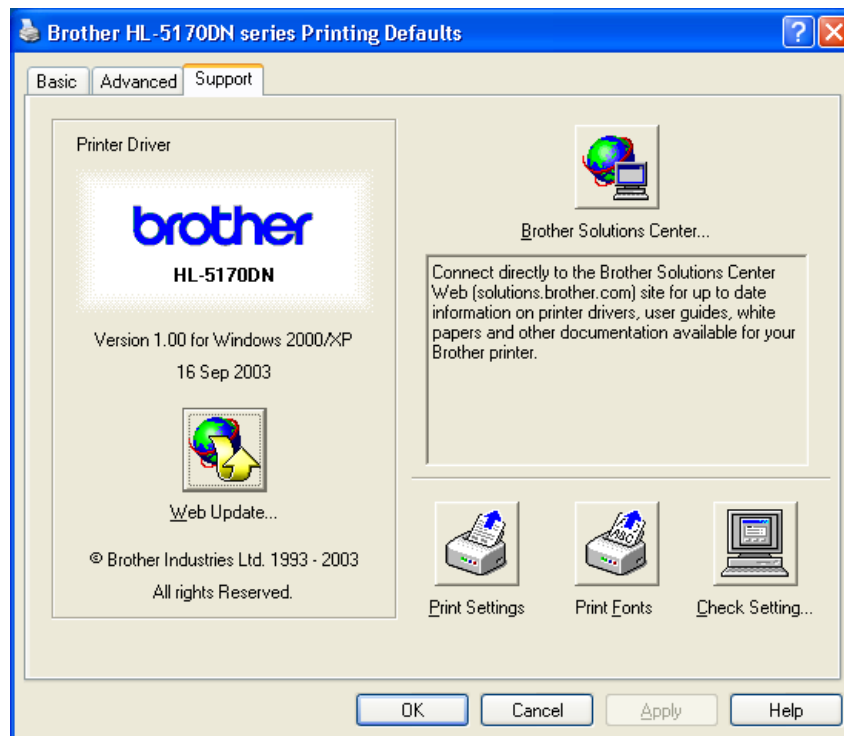 Brother HL-5170DN series Printing Defaults
Basic
Advanced
Support
Printer Driver
brother
HL-5170DN
Version 1.00 for Windows 2000/XP
16 Sep 2003
Web Update...
© Brother Industries Ltd. 1993 - 2003
All rights Reserved.
Brother Solutions Center...
Connect directly to the Brother Solutions Center
Web (solutions.brother.com) site for up to date
information on printer drivers, user guides, white
papers and other documentation available for your
Brother printer.
Print Settings
ABC
Print Fonts
Check Setting...
OK
Cancel
Apply
Help